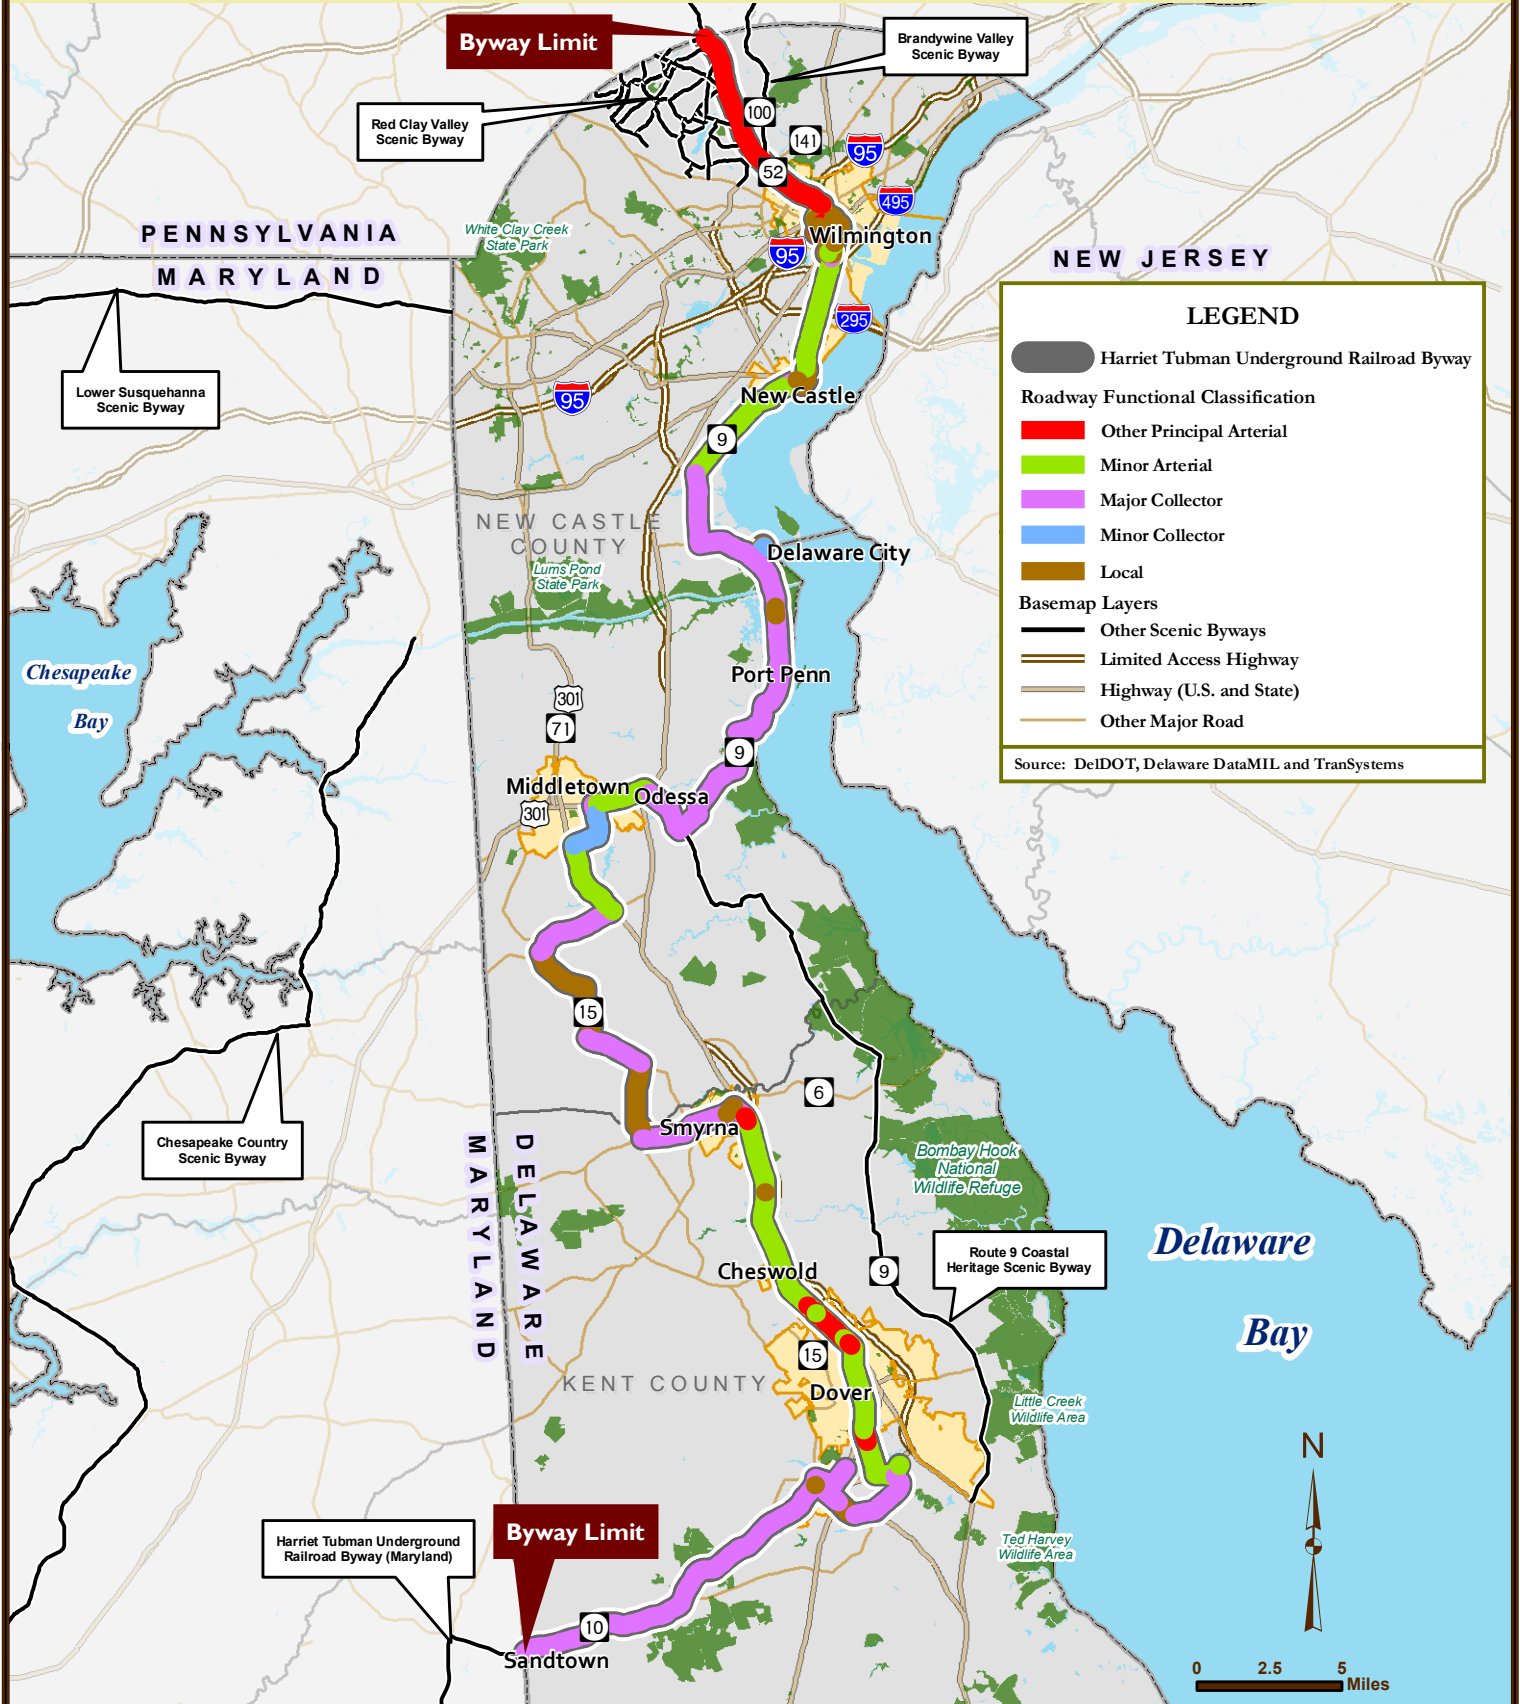 Byway Limit
Brandywine Valley
Scenic Byway
Red Clay Valley
Scenic Byway
100
141
95
52
495
PENNSYLVANIA
MARYLAND
White Clay Creek
State Park
Wilmington
95
NEW JERSEY
295
Lower Susquehanna
Scenic Byway
95
New Castle
9
LEGEND
Harriet Tubman Underground Railroad Byway
Roadway Functional Classification
Other Principal Arterial
Minor Arterial
Major Collector
Minor Collector
Local
Basemap Layers
Other Scenic Byways
Limited Access Highway
Highway (U.S. and State)
Other Major Road
Source: DelDOT, Delaware DataMIL and TranSystems
NEW CASTLE
COUNTY
Delaware City
Lums Pond
State Park
Chesapeake
Bay
Port Penn
301
71
9
Middletown
Odessa
301
15
6
Smyrna
Chesapeake Country
Scenic Byway
MARYLAND
DELAWARE
Bombay Hook
National
Wildlife Refuge
Delaware
Bay
Route 9 Coastal
Heritage Scenic Byway
9
Cheswold
15
KENT COUNTY
Dover
Little Creek
Wildlife Area
N
Byway Limit
Harriet Tubman Underground
Railroad Byway (Maryland)
Ted Harvey
Wildlife Area
10
Sandtown
0 2.5 5
Miles